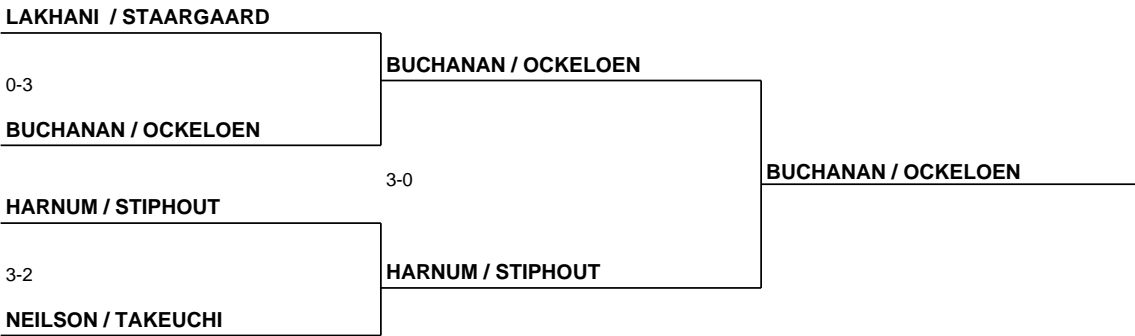 LAKHANI / STAARGAARD
BUCHANAN / OCKELOEN
0-3
BUCHANAN / OCKELOEN
BUCHANAN / OCKELOEN
3-0
HARNUM / STIPHOUT
HARNUM / STIPHOUT
3-2
NEILSON / TAKEUCHI